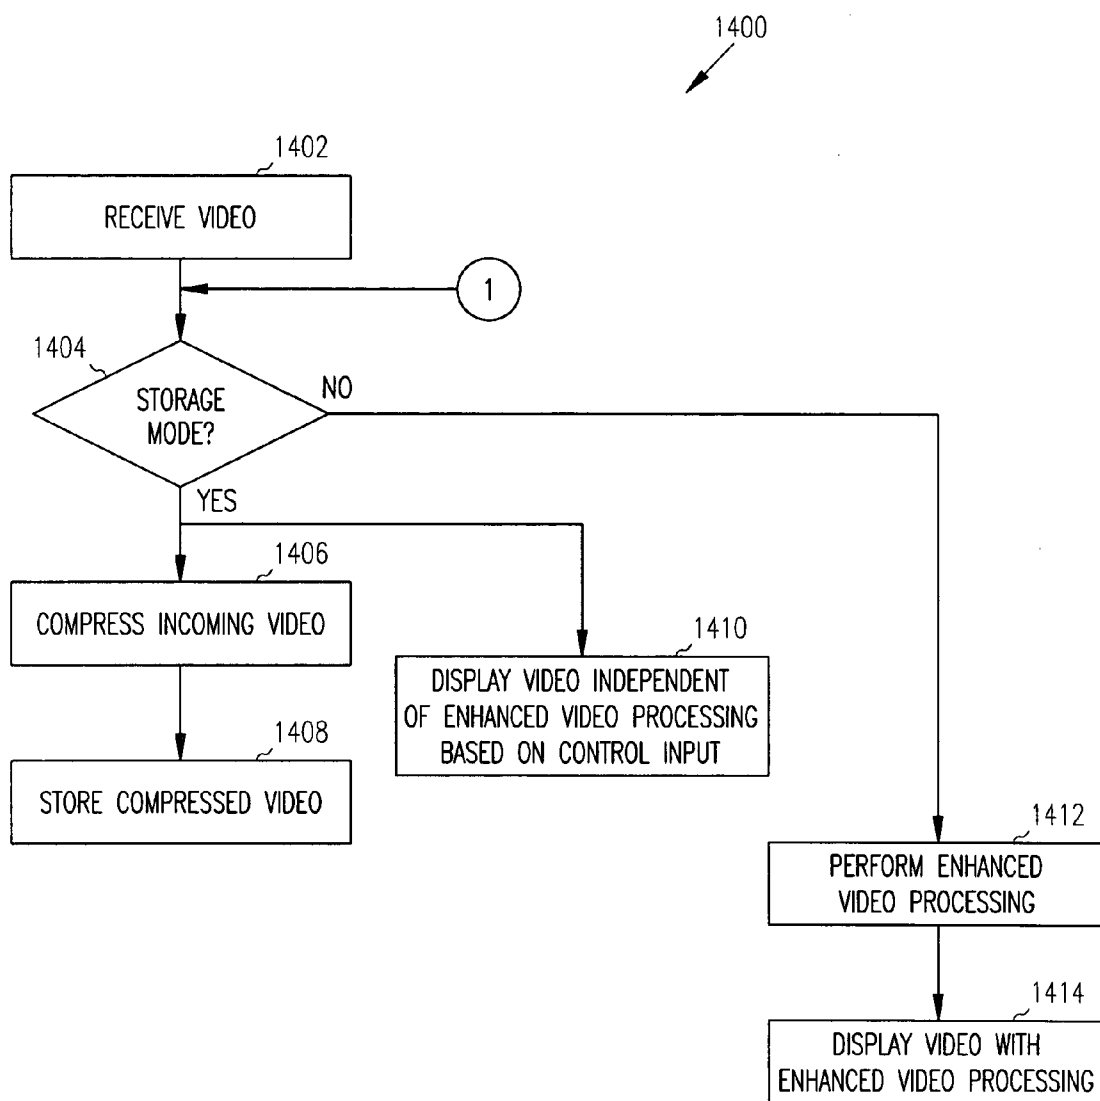 1400
1402
RECEIVE VIDEO
1
1404
STORAGE
MODE?
NO
YES
1406
COMPRESS INCOMING VIDEO
1408
STORE COMPRESSED VIDEO
1410
DISPLAY VIDEO INDEPENDENT
OF ENHANCED VIDEO PROCESSING
BASED ON CONTROL INPUT
1412
PERFORM ENHANCED
VIDEO PROCESSING
1414
DISPLAY VIDEO WITH
ENHANCED VIDEO PROCESSING